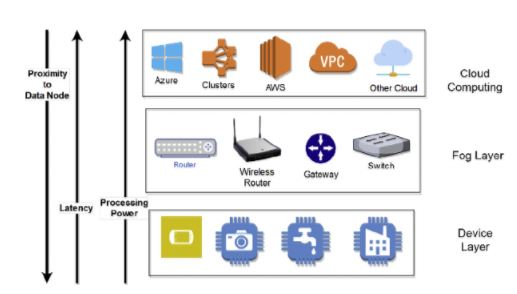 Proximity
to
Data Node
Latency
Processing
Power
Azure
Clusters
AWS
VPC
Other Cloud
Cloud
Computing
Router
Wireless
Router
Gateway
Switch
Fog Layer
Device
Layer